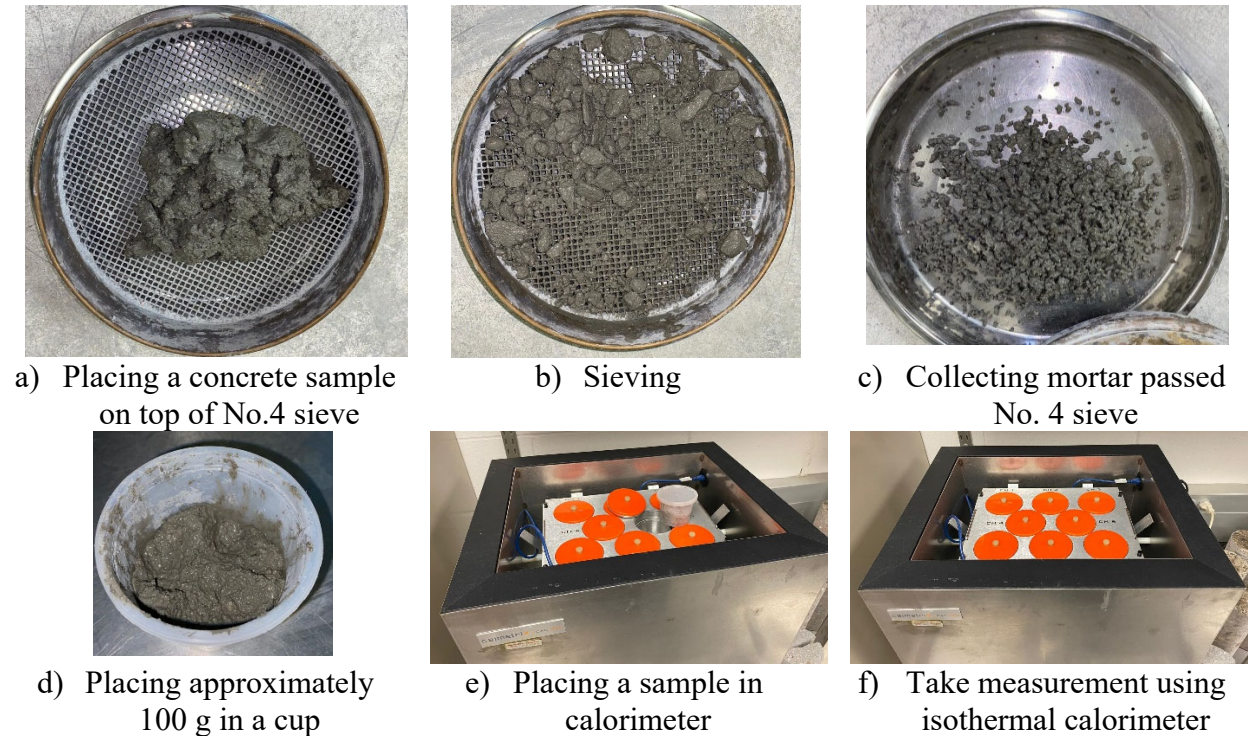 a) Placing a concrete sample
on top of No.4 sieve
b) Sieving
c) Collecting mortar passed
No. 4 sieve
d) Placing approximately
100 g in a cup
e) Placing a sample in
calorimeter
f) Take measurement using
isothermal calorimeter